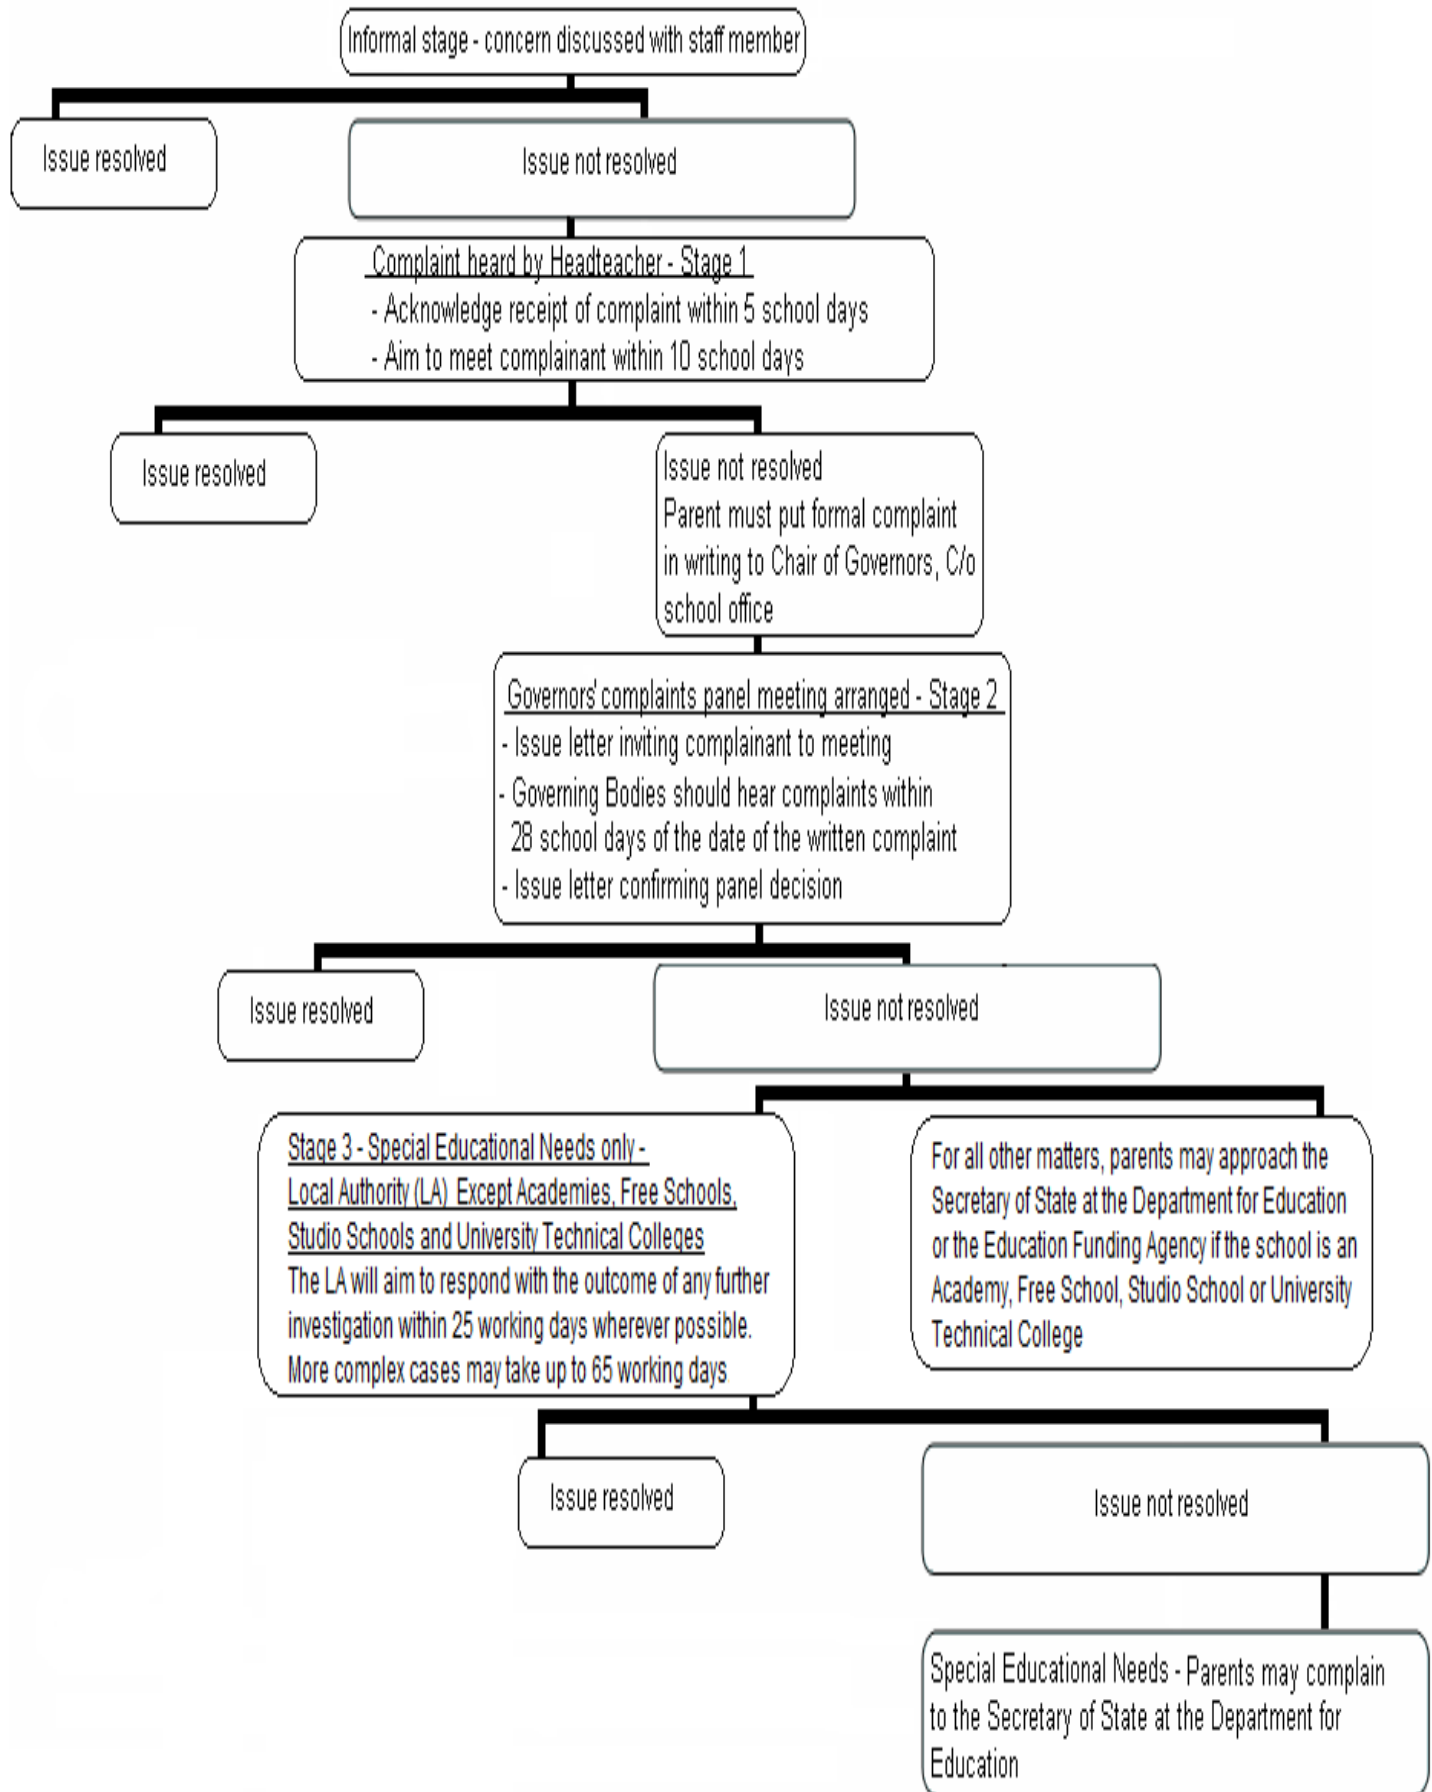 Informal stage - concern discussed with staff member
Issue resolved
Issue not resolved
Complaint heard by Headteacher - Stage 1
- Acknowledge receipt of complaint within 5 school days
- Aim to meet complainant within 10 school days
Issue resolved
Issue not resolved
Parent must put formal complaint
in writing to Chair of Governors, C/o
school office
Governors' complaints panel meeting arranged - Stage 2
- Issue letter inviting complainant to meeting
- Governing Bodies should hear complaints within
28 school days of the date of the written complaint
- Issue letter confirming panel decision
Issue resolved
Issue not resolved
Stage 3 - Special Educational Needs only -
Local Authority (LA) Except Academies, Free Schools,
Studio Schools and University Technical Colleges
The LA will aim to respond with the outcome of any further
investigation within 25 working days wherever possible.
More complex cases may take up to 65 working days
For all other matters, parents may approach the
Secretary of State at the Department for Education
or the Education Funding Agency if the school is an
Academy, Free School, Studio School or University
Technical College
Issue resolved
Issue not resolved
Special Educational Needs - Parents may complain
to the Secretary of State at the Department for
Education